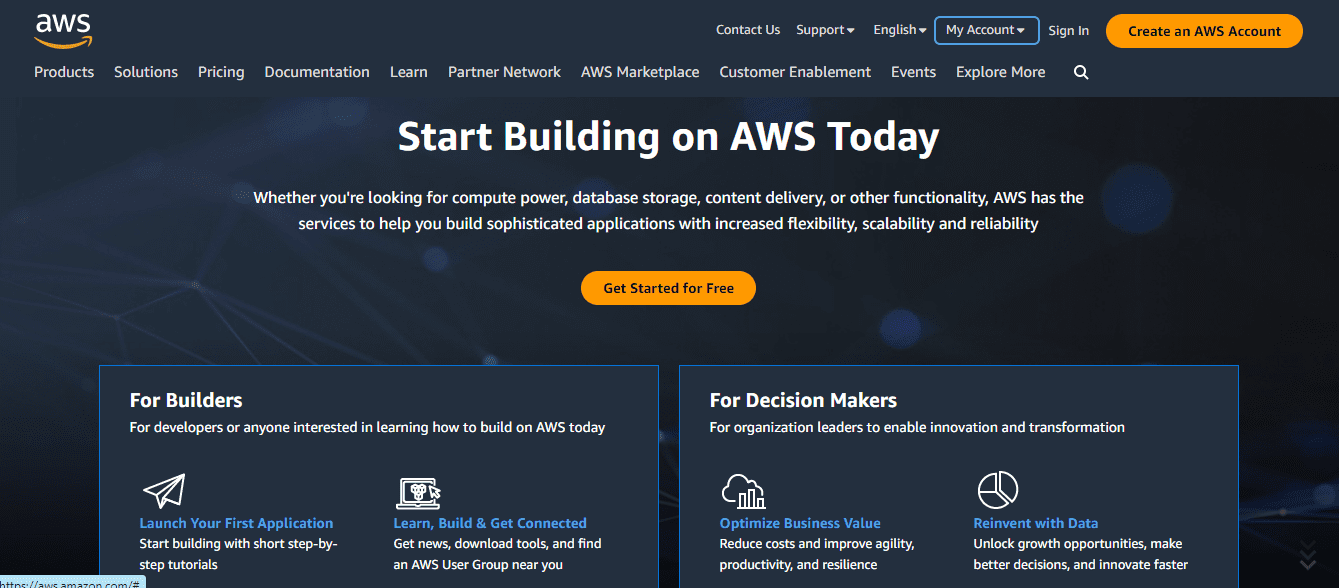 aws
Contact Us Support English My Account Sign In Create an AWS Account
Products Solutions Pricing Documentation Learn Partner Network AWS Marketplace Customer Enablement Events Explore More
Start Building on AWS Today
Whether you're looking for compute power, database storage, content delivery, or other functionality, AWS has the
services to help you build sophisticated applications with increased flexibility, scalability and reliability
Get Started for Free
For Builders
For developers or anyone interested in learning how to build on AWS today
Launch Your First Application
Start building with short step-by-
step tutorials
Learn, Build & Get Connected
Get news, download tools, and find
an AWS User Group near you
For Decision Makers
For organization leaders to enable innovation and transformation
Optimize Business Value
Reduce costs and improve agility,
productivity, and resilience
Reinvent with Data
Unlock growth opportunities, make
better decisions, and innovate faster
https://aws.amazon.com/#